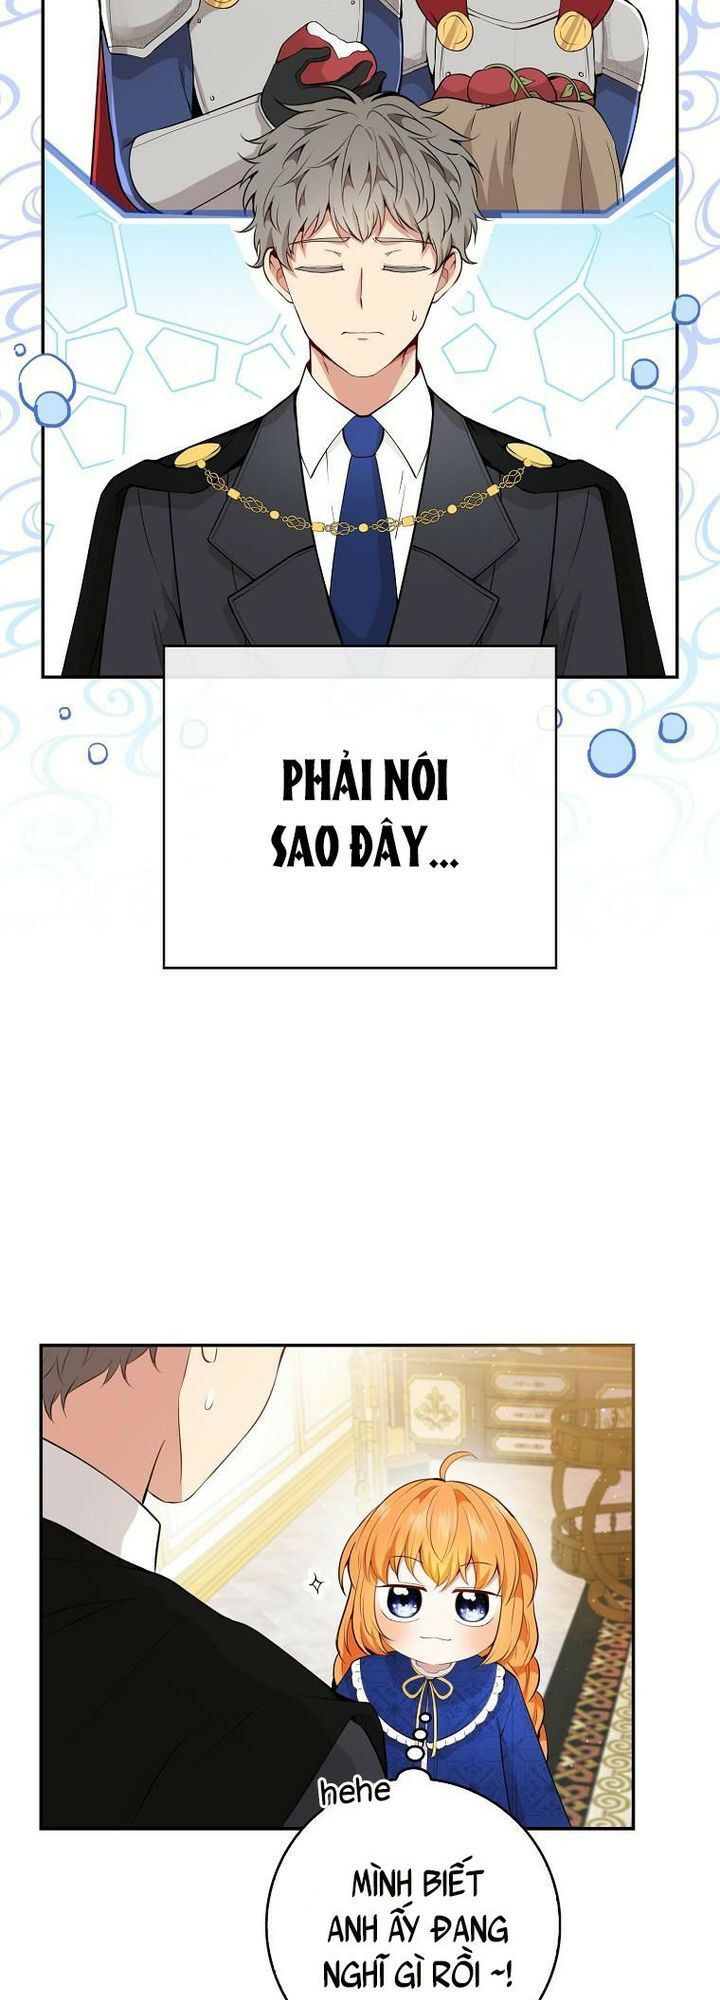 PHẢI NÓI
SAO ĐÂY...
hehe
MÌNH BIẾT
ANH ẤY ĐANG
NGHĨ GÌ RỒI ~!